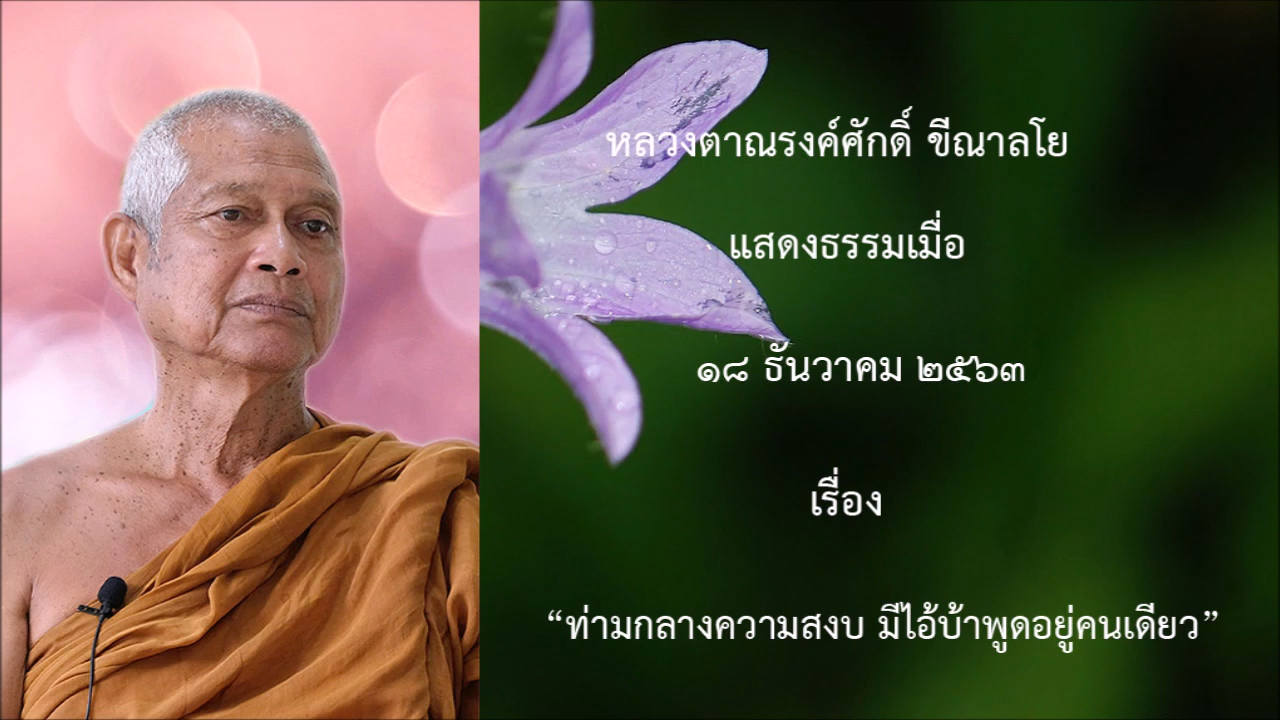 หลวงตาณรงค์ศักดิ์ ขีณาลโย
แสดงธรรมเมื่อ
๑๘ ธันวาคม ๒๕๖๓
เรื่อง
“ท่ามกลางความสงบ มีไอ้บ้าพูดอยู่คนเดียว”